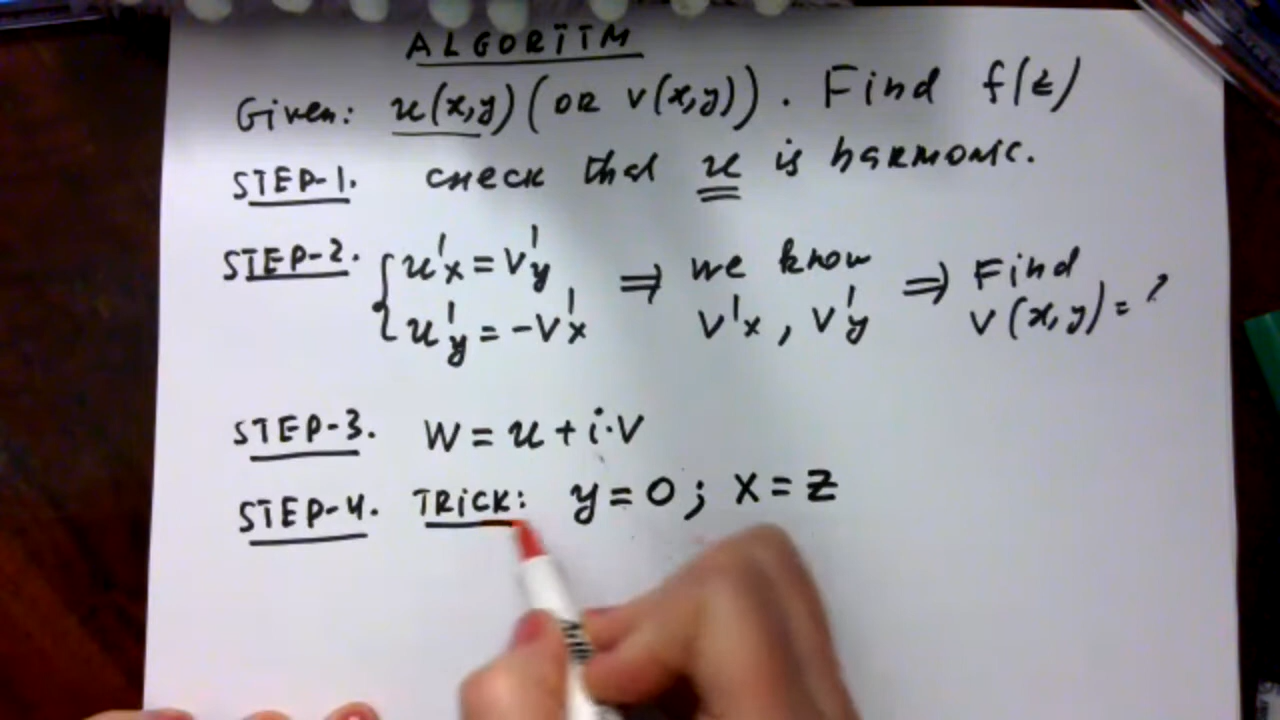 ALGORITM
Given: u(x,y) (OR v(x,y)). Find f(z)
STEP-1. check that u is harmonic.
STEP-2. { u'x = v'y ⇒ we know ⇒ Find
u'y = -v'x v'x, v'y v(x,y) = ?
STEP-3. W = u + i·v
STEP-4. TRICK: y = 0; x = z